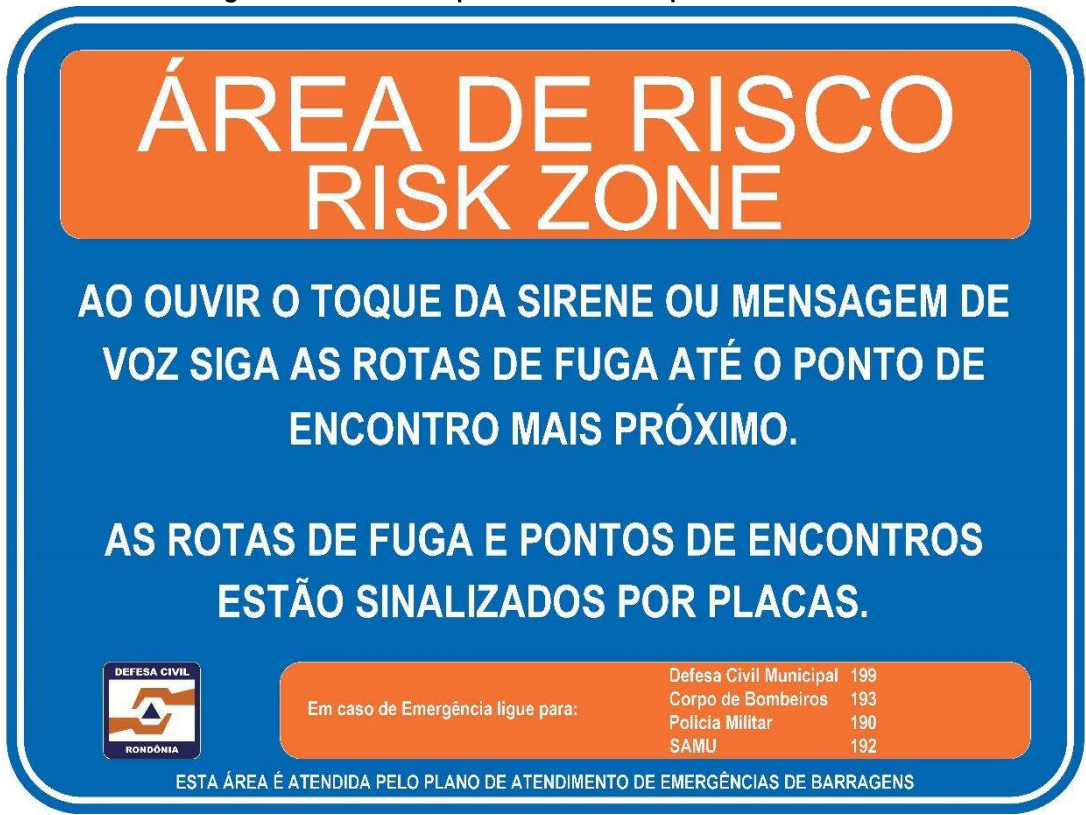 ÁREA DE RISCO
RISK ZONE
AO OUVIR O TOQUE DA SIRENE OU MENSAGEM DE
VOZ SIGA AS ROTAS DE FUGA ATÉ O PONTO DE
ENCONTRO MAIS PRÓXIMO.
AS ROTAS DE FUGA E PONTOS DE ENCONTROS
ESTÃO SINALIZADOS POR PLACAS.
DEFESA CIVIL
RONDÔNIA
Em caso de Emergência ligue para:
Defesa Civil Municipal 199
Corpo de Bombeiros 193
Policia Militar 190
SAMU 192
ESTA ÁREA É ATENDIDA PELO PLANO DE ATENDIMENTO DE EMERGÊNCIAS DE BARRAGENS